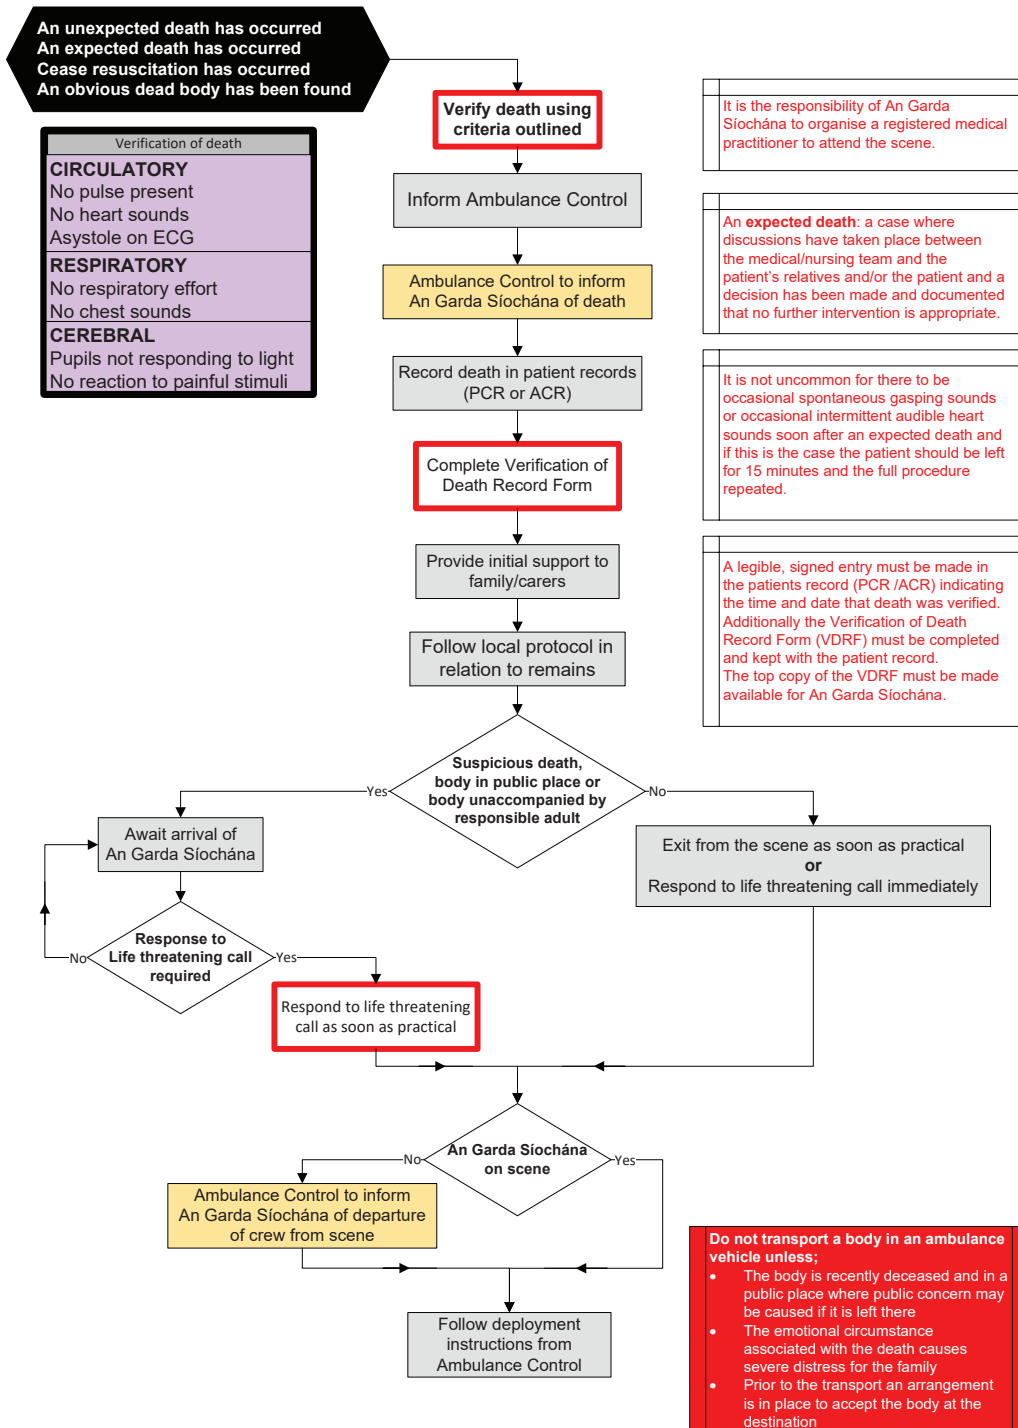 An unexpected death has occurred
An expected death has occurred
Cease resuscitation has occurred
An obvious dead body has been found
Verify death using
criteria outlined
Verification of death
CIRCULATORY
No pulse present
No heart sounds
Asystole on ECG
RESPIRATORY
No respiratory effort
No chest sounds
CEREBRAL
Pupils not responding to light
No reaction to painful stimuli
Inform Ambulance Control
Ambulance Control to inform
An Garda Síochána of death
Record death in patient records
(PCR or ACR)
Complete Verification of
Death Record Form
Provide initial support to
family/carers
Follow local protocol in
relation to remains
It is the responsibility of An Garda
Síochána to organise a registered medical
practitioner to attend the scene.
An expected death: a case where
discussions have taken place between
the medical/nursing team and the
patient's relatives and/or the patient and a
decision has been made and documented
that no further intervention is appropriate.
It is not uncommon for there to be
occasional spontaneous gasping sounds
or occasional intermittent audible heart
sounds soon after an expected death and
if this is the case the patient should be left
for 15 minutes and the full procedure
repeated.
A legible, signed entry must be made in
the patients record (PCR /ACR) indicating
the time and date that death was verified.
Additionally the Verification of Death
Record Form (VDRF) must be completed
and kept with the patient record.
The top copy of the VDRF must be made
available for An Garda Síochána.
Suspicious death,
body in public place or
body unaccompanied by
responsible adult
Yes
No
Await arrival of
An Garda Síochána
Exit from the scene as soon as practical
or
Respond to life threatening call immediately
Response to
Life threatening call
required
No
Yes
Respond to life threatening
call as soon as practical
An Garda Síochána
on scene
No
Yes
Ambulance Control to inform
An Garda Síochána of departure
of crew from scene
Follow deployment
instructions from
Ambulance Control
Do not transport a body in an ambulance
vehicle unless;
• The body is recently deceased and in a
public place where public concern may
be caused if it is left there
• The emotional circumstance
associated with the death causes
severe distress for the family
• Prior to the transport an arrangement
is in place to accept the body at the
destination